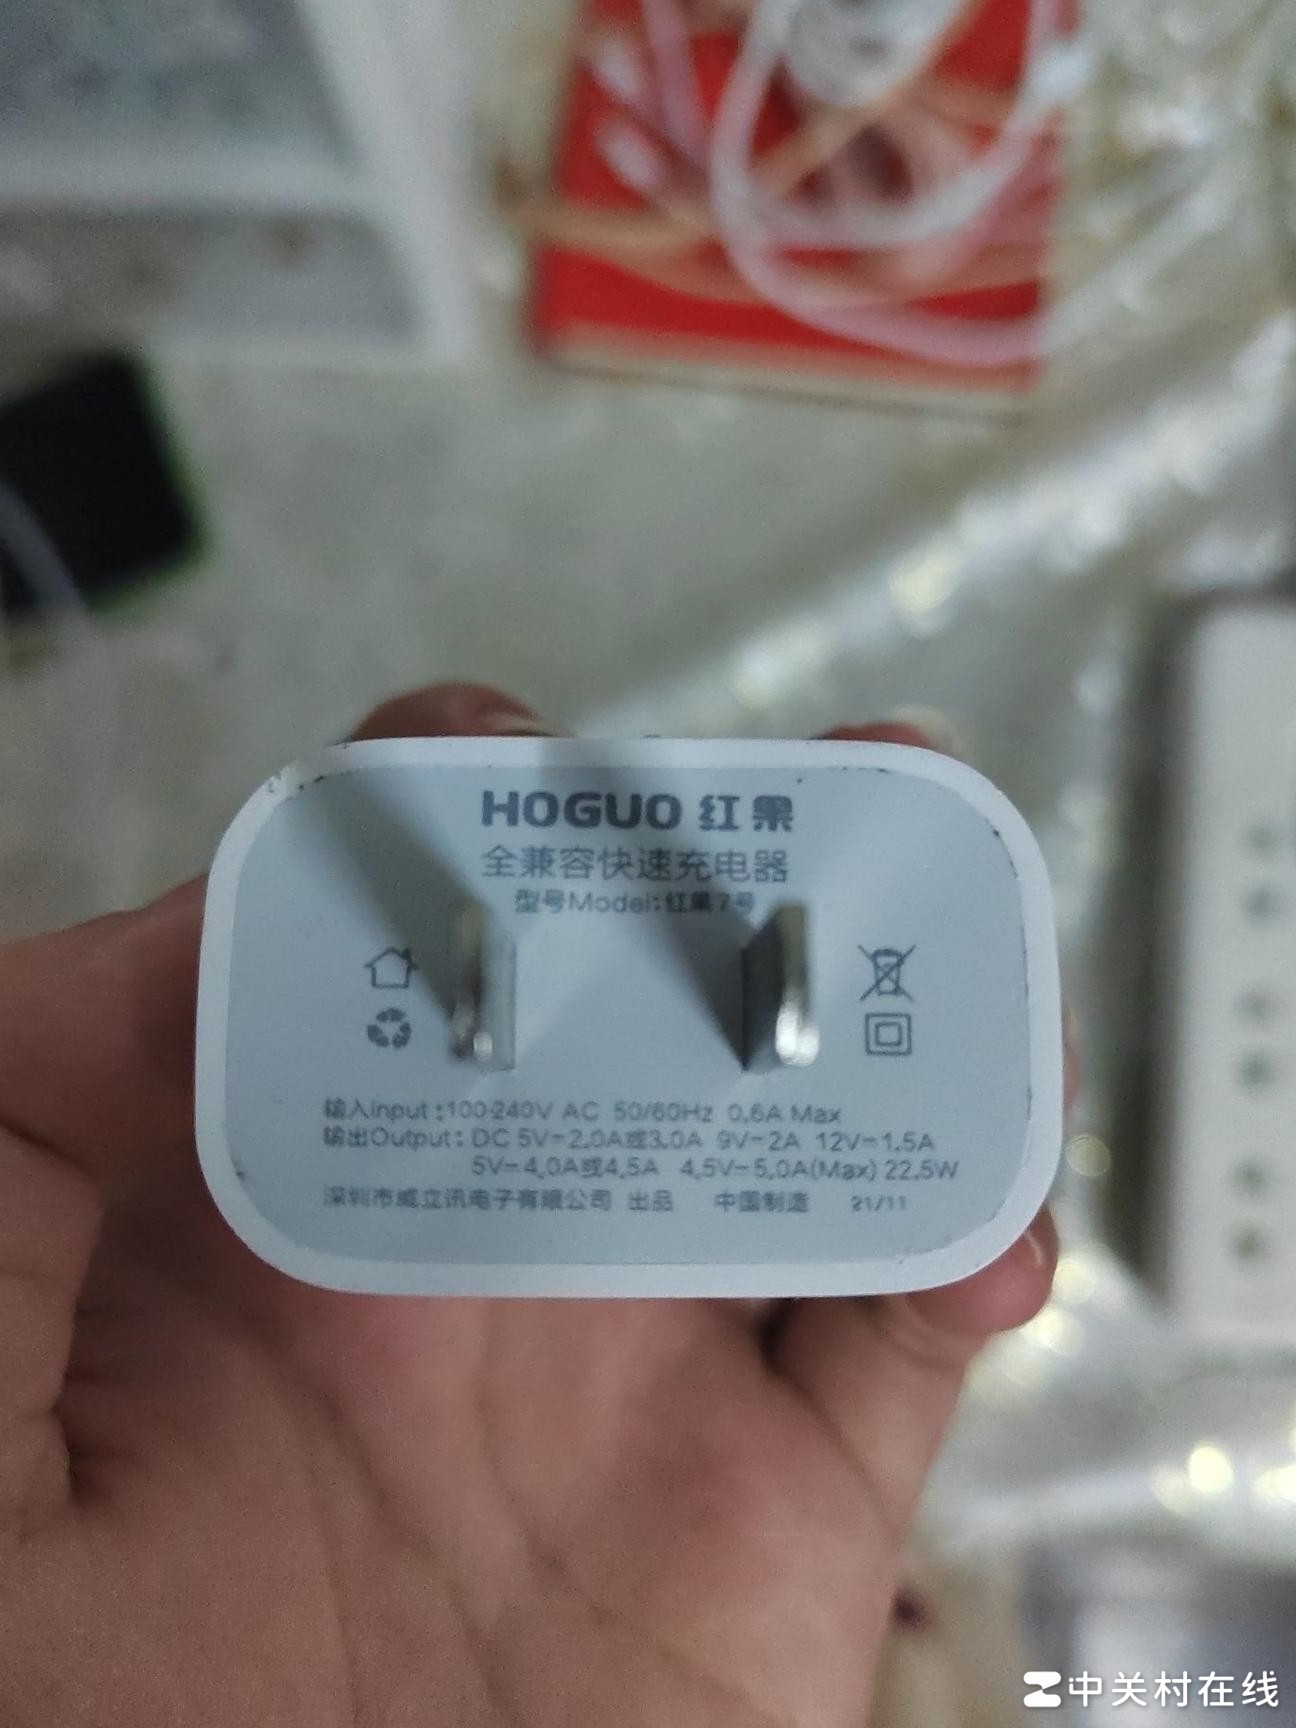 HOGUO 红果
全兼容快速充电器
型号Model:红果7号
输入Input:100-240V AC 50/60Hz 0.6A Max
输出Output: DC 5V⎓2.0A或3.0A 9V⎓2A 12V⎓1.5A
5V⎓4.0A或4.5A 4.5V⎓5.0A(Max) 22.5W
深圳市威立讯电子有限公司 出品 中国制造 21/11
中关村在线